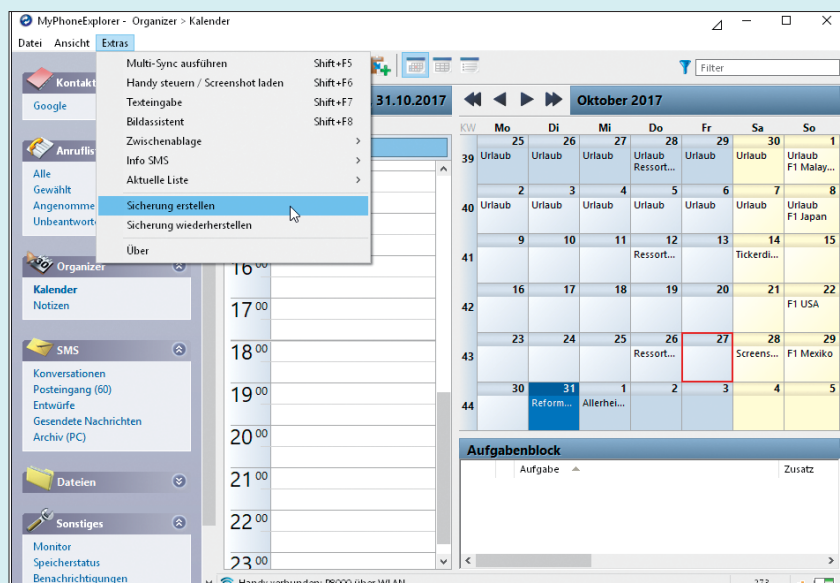 MyPhoneExplorer - Organizer > Kalender
Datei Ansicht Extras
Multi-Sync ausführen Shift+F5
Handy steuern / Screenshot laden Shift+F6
Texteingabe Shift+F7
Bildassistent Shift+F8
Zwischenablage
Info SMS
Aktuelle Liste
Sicherung erstellen
Sicherung wiederherstellen
Über
Filter
Google
Alle
Gewählt
Organizer
Kalender
Notizen
SMS
Konversationen
Posteingang (60)
Entwürfe
Gesendete Nachrichten
Archiv (PC)
Dateien
Sonstiges
Monitor
Speicherstatus
Benachrichtigungen
31.10.2017
16 00
17 00
18 00
19 00
20 00
21 00
22 00
23 00
Oktober 2017
KW Mo Di Mi Do Fr Sa So
25 26 27 28 29 30 1
39 Urlaub Urlaub Urlaub Urlaub Urlaub Urlaub Urlaub
Ressort... F1 Malay...
2 3 4 5 6 7 8
40 Urlaub Urlaub Urlaub Urlaub Urlaub Urlaub Urlaub
F1 Japan
9 10 11 12 13 14 15
41 Ressort... Tickerdi...
16 17 18 19 20 21 22
42 F1 USA
23 24 25 26 27 28 29
43 Ressort... Screens... F1 Mexiko
30 31 1 2 3 4 5
44 Reform... Allerhei...
Aufgabenblock
Aufgabe Zusatz
Handy verbunden: P8000 über WLAN